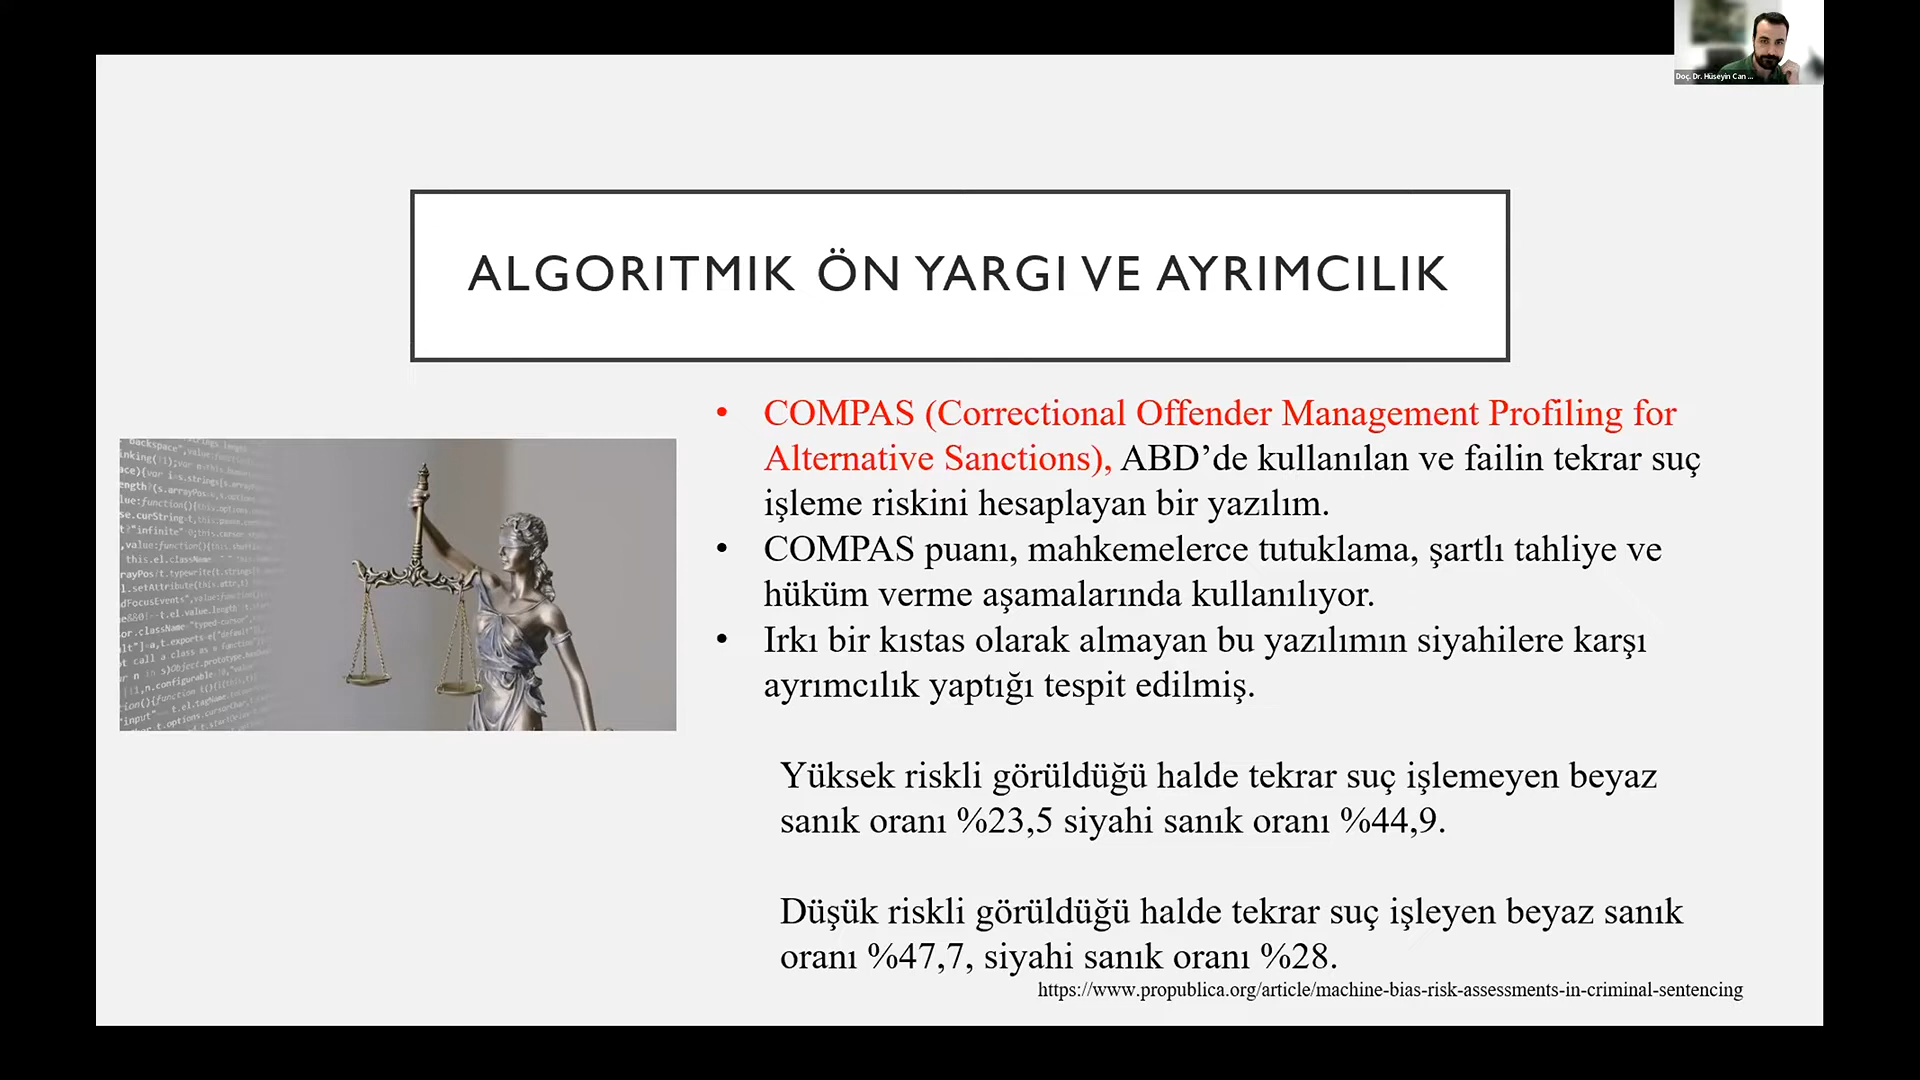 Doç. Dr. Hüseyin Can ...
ALGORITMIK ÖN YARGI VE AYRIMCILIK
• COMPAS (Correctional Offender Management Profiling for
Alternative Sanctions), ABD’de kullanılan ve failin tekrar suç
işleme riskini hesaplayan bir yazılım.
• COMPAS puanı, mahkemelerce tutuklama, şartlı tahliye ve
hüküm verme aşamalarında kullanılıyor.
• Irkı bir kıstas olarak almayan bu yazılımın siyahilere karşı
ayrımcılık yaptığı tespit edilmiş.
Yüksek riskli görüldüğü halde tekrar suç işlemeyen beyaz
sanık oranı %23,5 siyahi sanık oranı %44,9.
Düşük riskli görüldüğü halde tekrar suç işleyen beyaz sanık
oranı %47,7, siyahi sanık oranı %28.
https://www.propublica.org/article/machine-bias-risk-assessments-in-criminal-sentencing